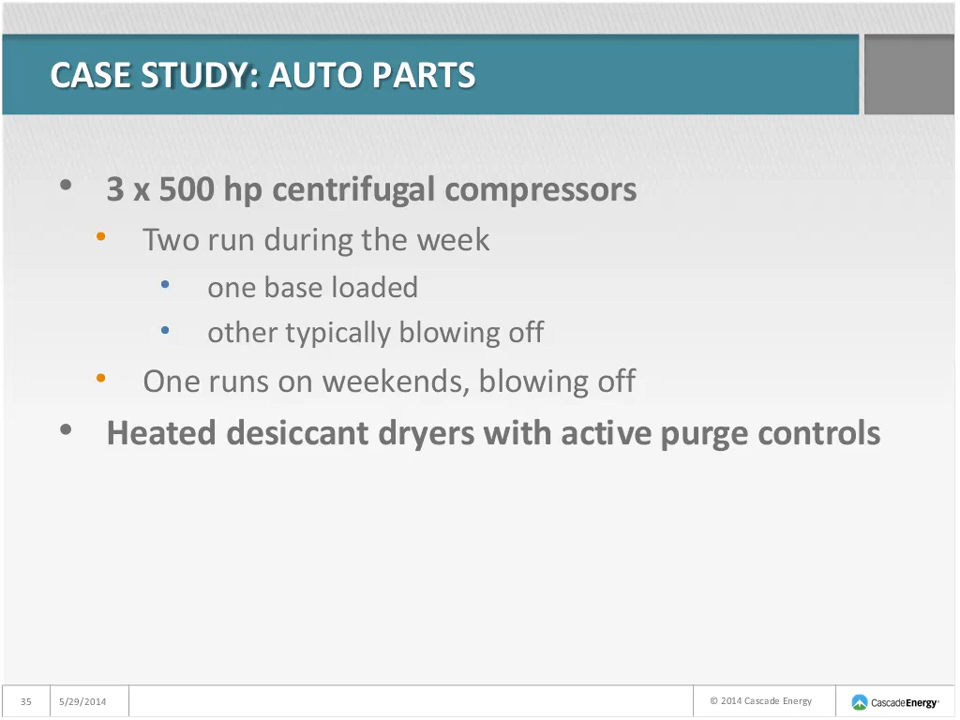 CASE STUDY: AUTO PARTS
• 3 x 500 hp centrifugal compressors
• Two run during the week
• one base loaded
• other typically blowing off
• One runs on weekends, blowing off
• Heated desiccant dryers with active purge controls
35 5/29/2014 © 2014 Cascade Energy CascadeEnergy